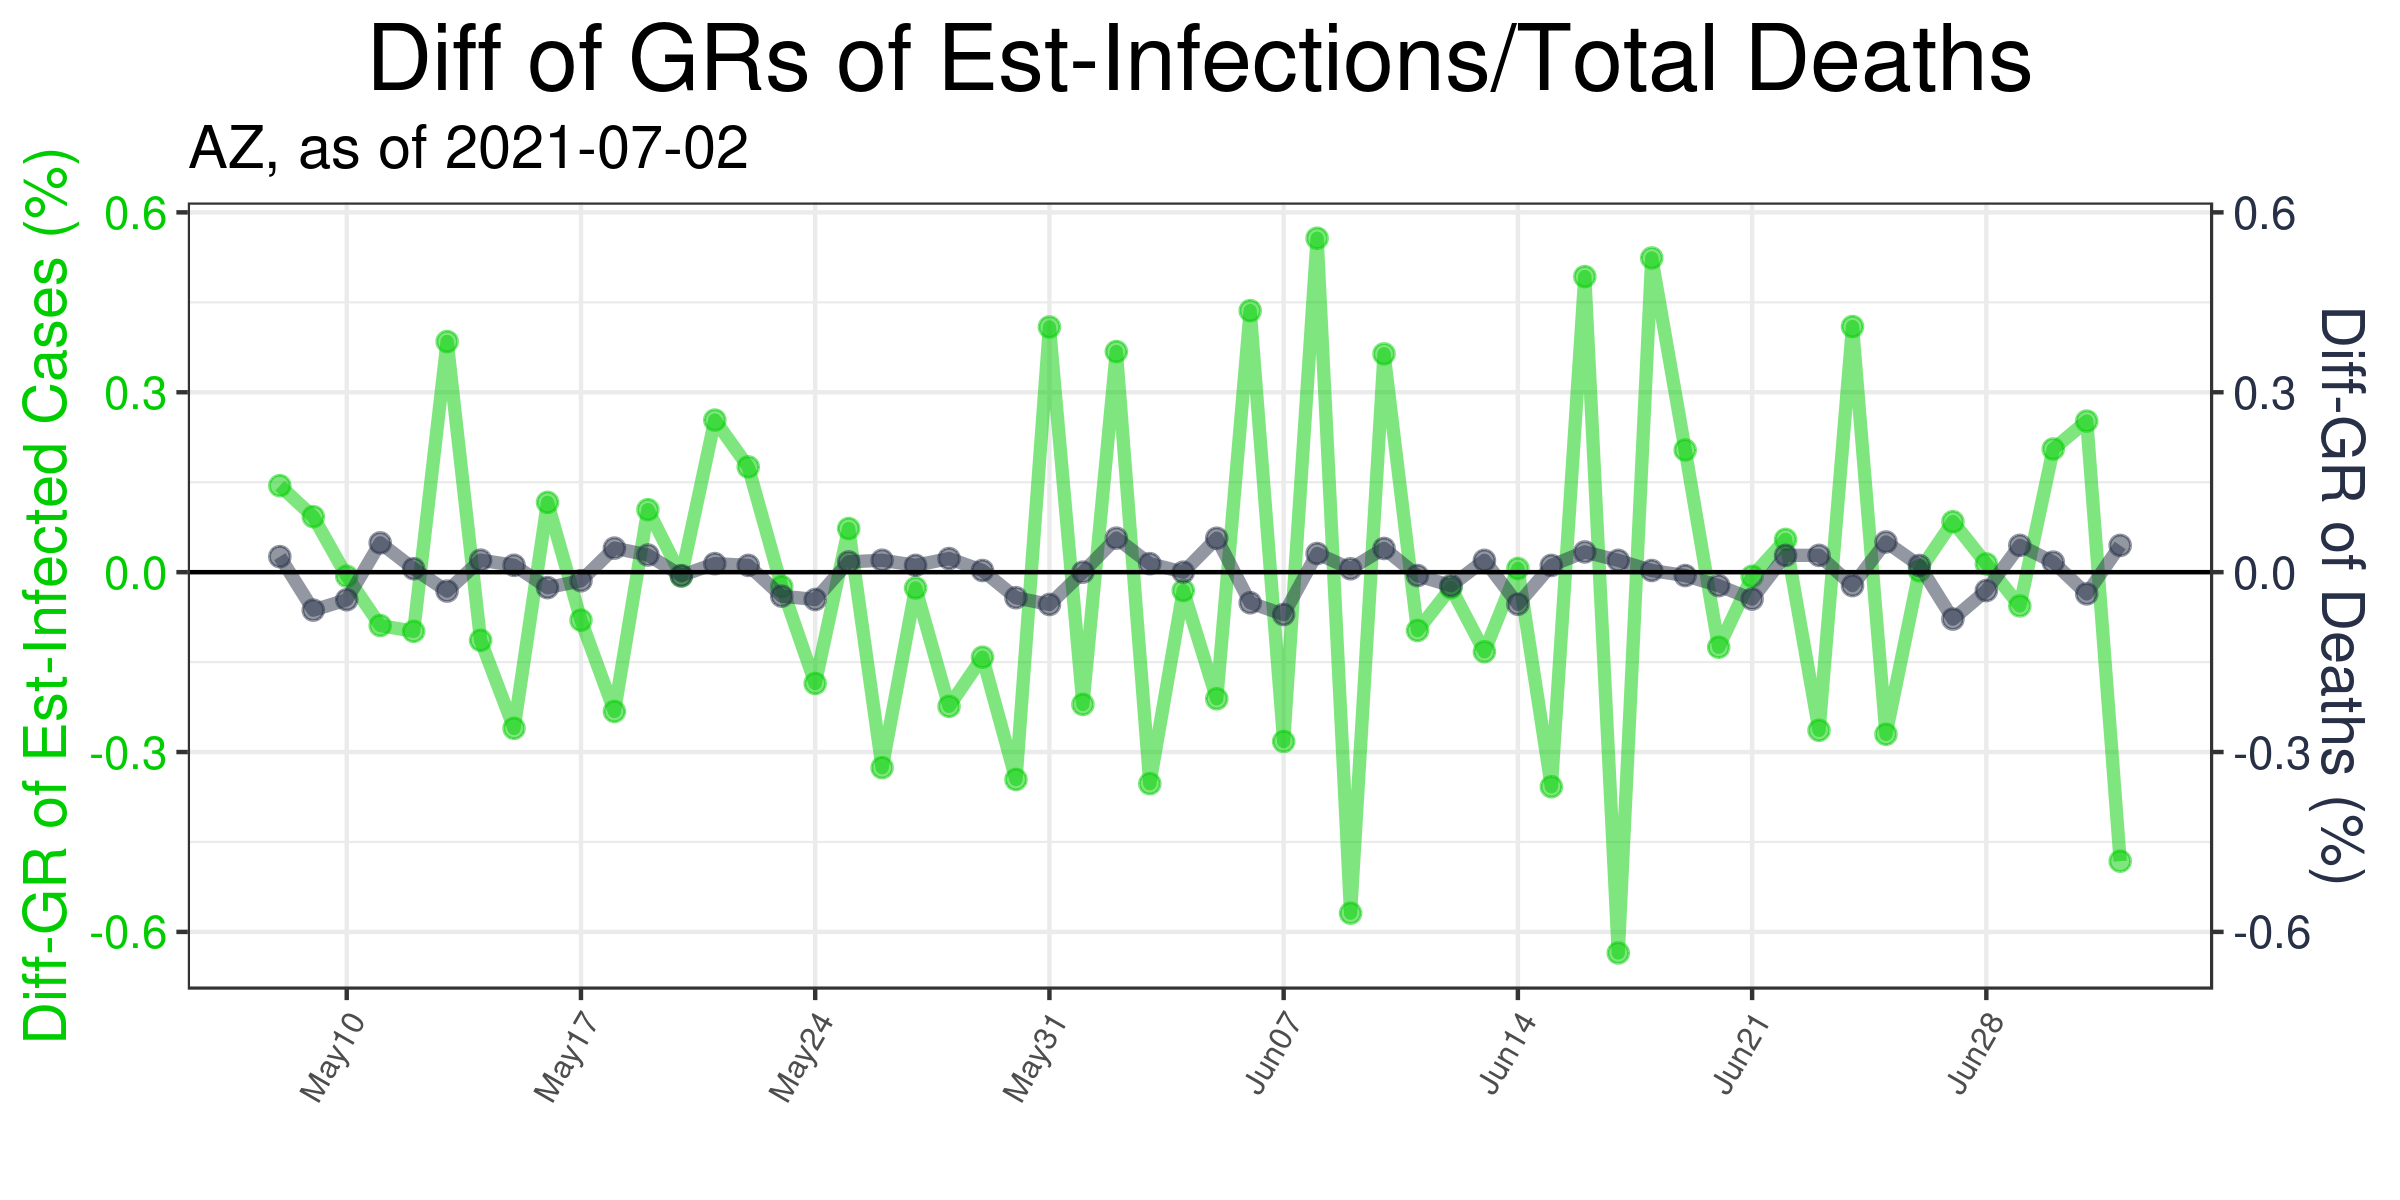 Diff of GRs of Est-Infections/Total Deaths
AZ, as of 2021-07-02
Diff-GR of Est-Infected Cases (%)
0.6
0.3
0.0
-0.3
-0.6
0.6
0.3
0.0
-0.3
-0.6
Diff-GR of Deaths (%)
May10
May17
May24
May31
Jun07
Jun14
Jun21
Jun28